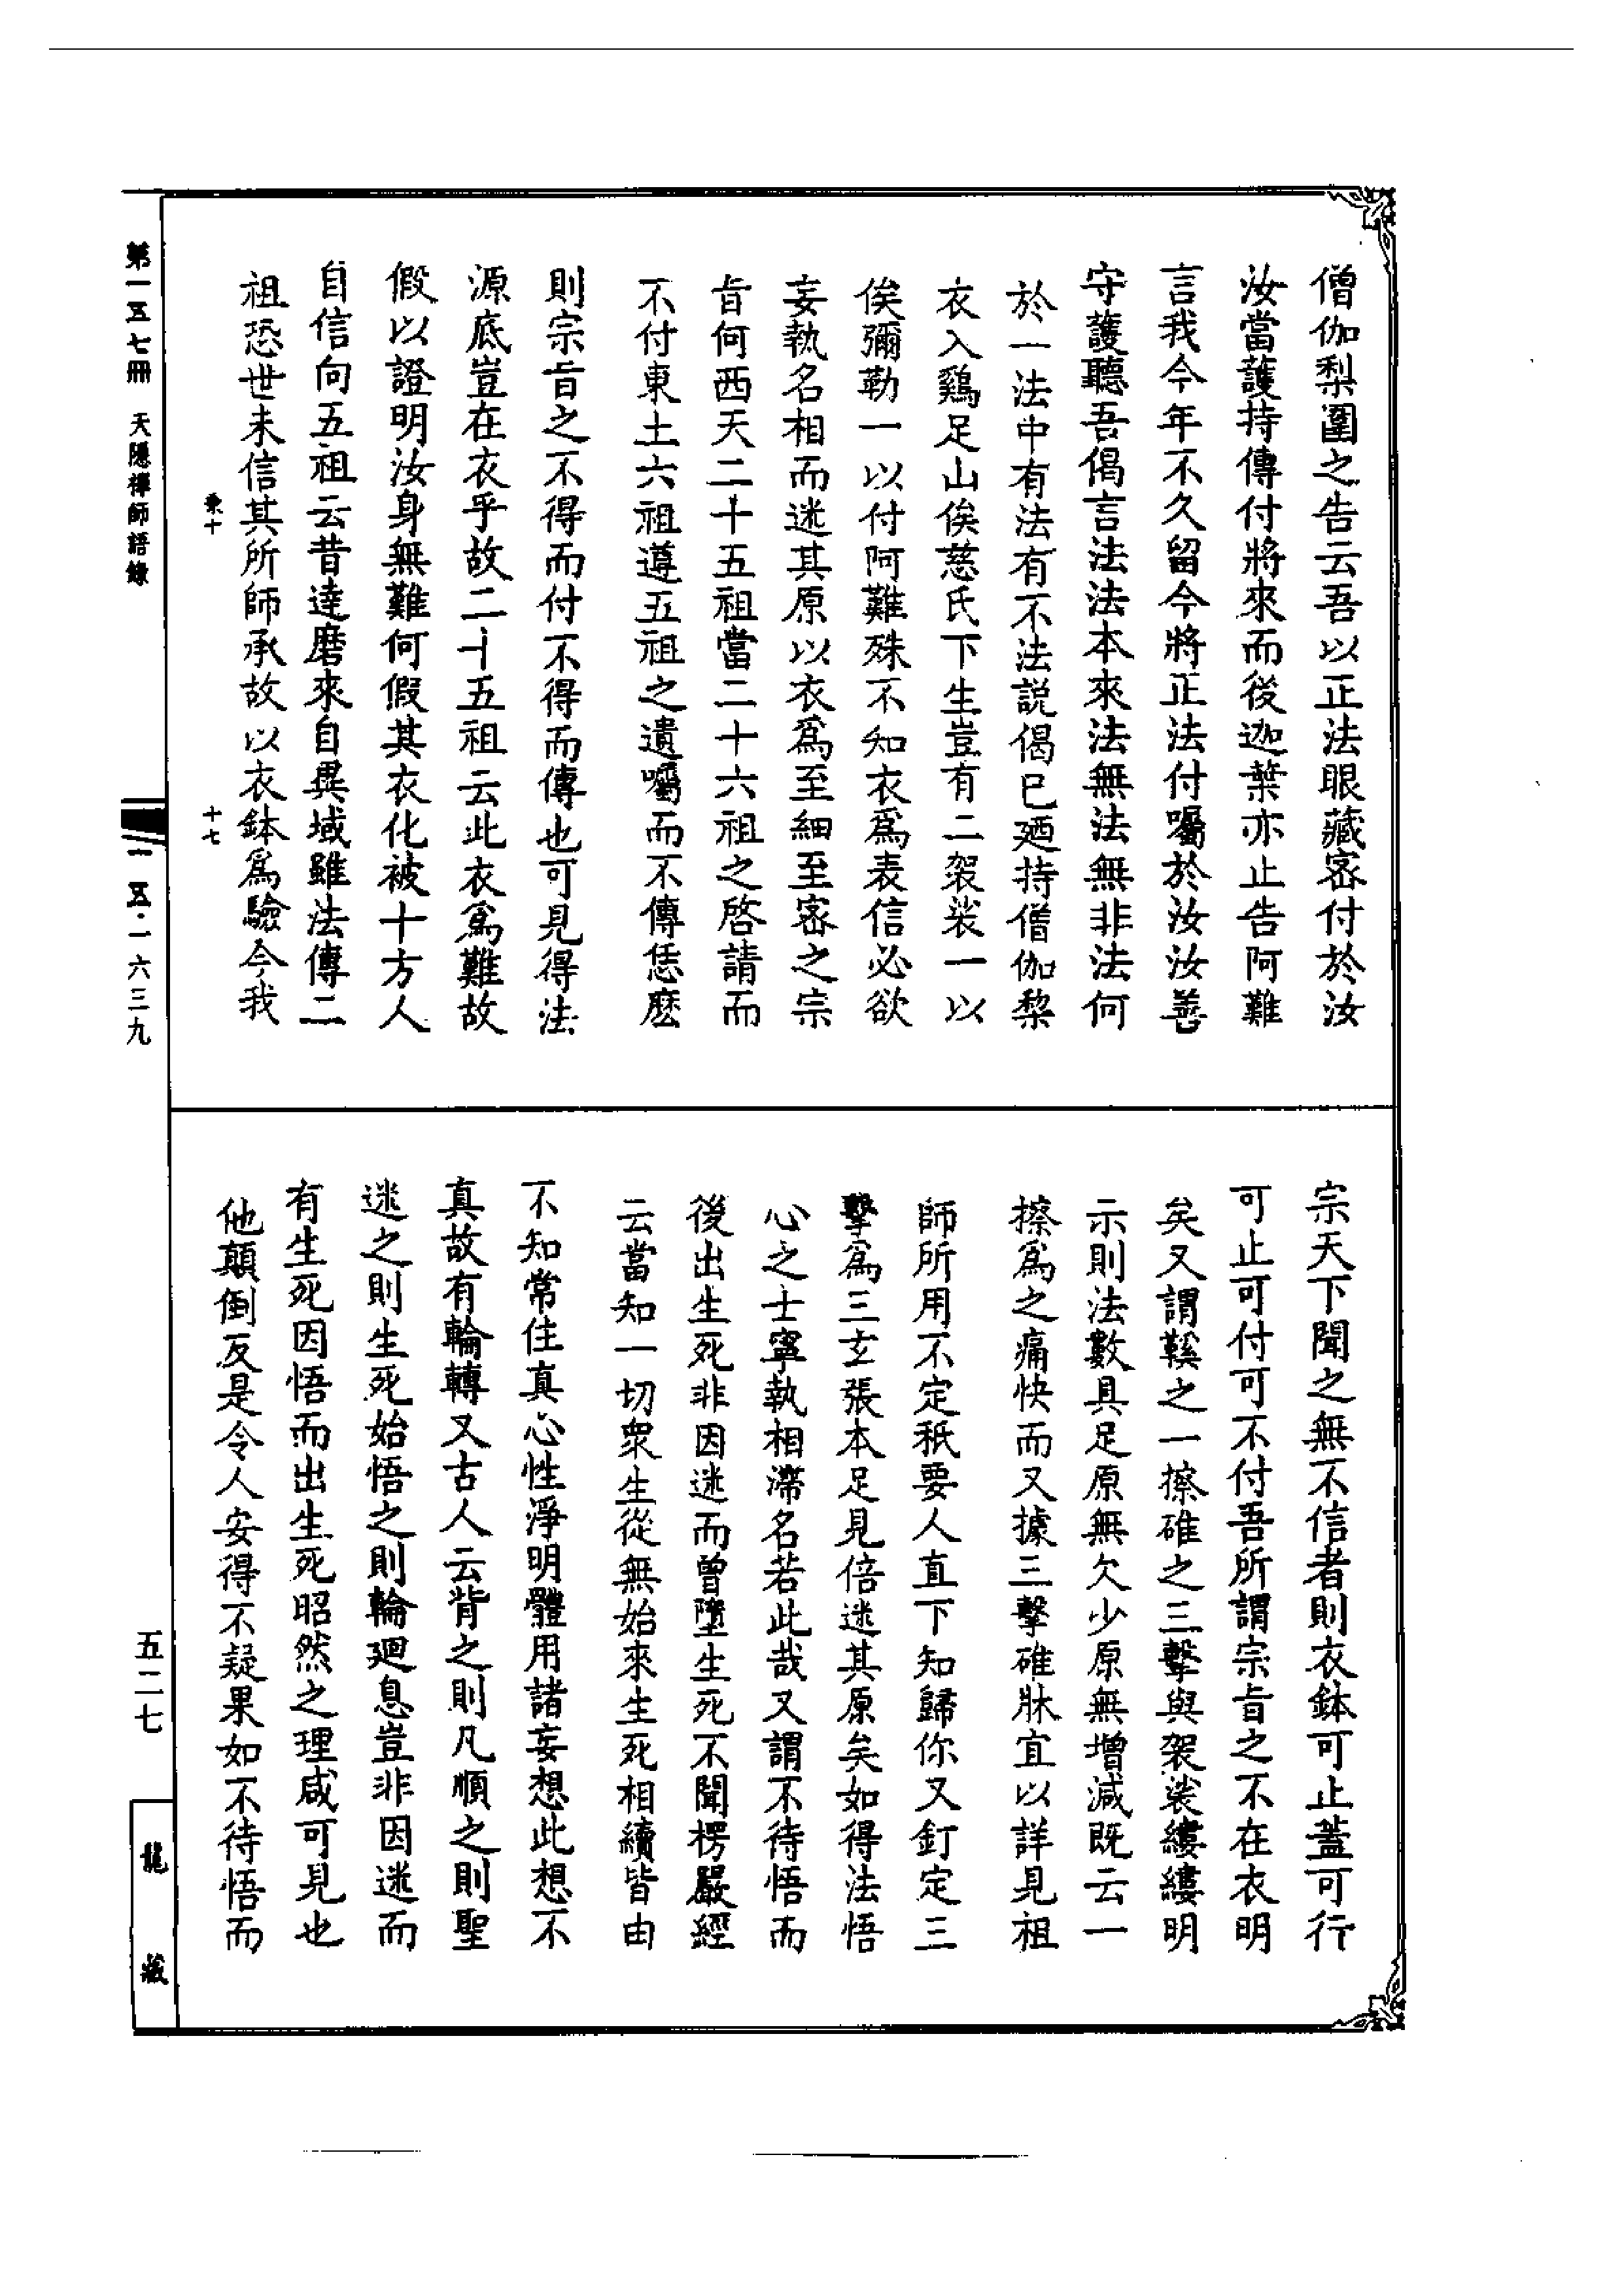 僧伽梨圍之告云吾以正法眼藏密付於汝
汝當護持傳付將來而後迦葉亦止告阿難
言我今年不久留今將正法付囑於汝汝善
守護聽吾偈言法法本來法無法無非法何
於一法中有法有不法説偈已廼持僧伽梨
衣入鷄足山俟慈氏下生豈有二袈裟一以
俟彌勒一以付阿難殊不知衣爲表信必欲
妄執名相而迷其原以衣爲至細至密之宗
旨何西天二十五祖當二十六祖之啓請而
不付東土六祖遵五祖之遺囑而不傳恁麽
則宗旨之不得而付不得而傳也可見得法
源底豈在衣乎故二十五祖云此衣爲難故
假以證明汝身無難何假其衣化被十方人
自信向五祖云昔達磨來自異域雖法傳二
祖恐世未信其所師承故以衣鉢爲驗今我
宗天下聞之無不信者則衣鉢可止蓋可行
可止可付可不付吾所謂宗旨之不在衣明
矣又謂鞵之一擦碓之三擊與袈裟縷縷明
示則法數具足原無欠少原無增減既云一
擦爲之痛快而又據三擊碓牀宜以詳見祖
師所用不定秖要人直下知歸你又釘定三
擊爲三玄張本足見倍迷其原矣如得法悟
心之士寧執相滯名若此哉又謂不待悟而
後出生死非因迷而曾墮生死不聞楞嚴經
云當知一切衆生從無始來生死相續皆由
不知常住真心性淨明體用諸妄想此想不
真故有輪轉又古人云背之則凡順之則聖
迷之則生死始悟之則輪廻息豈非因迷而
有生死因悟而出生死昭然之理咸可見也
他顛倒反是令人安得不疑果如不待悟而
第一五七冊　天隱禪師語錄
十七
一五·一六三九
五二七
龍藏